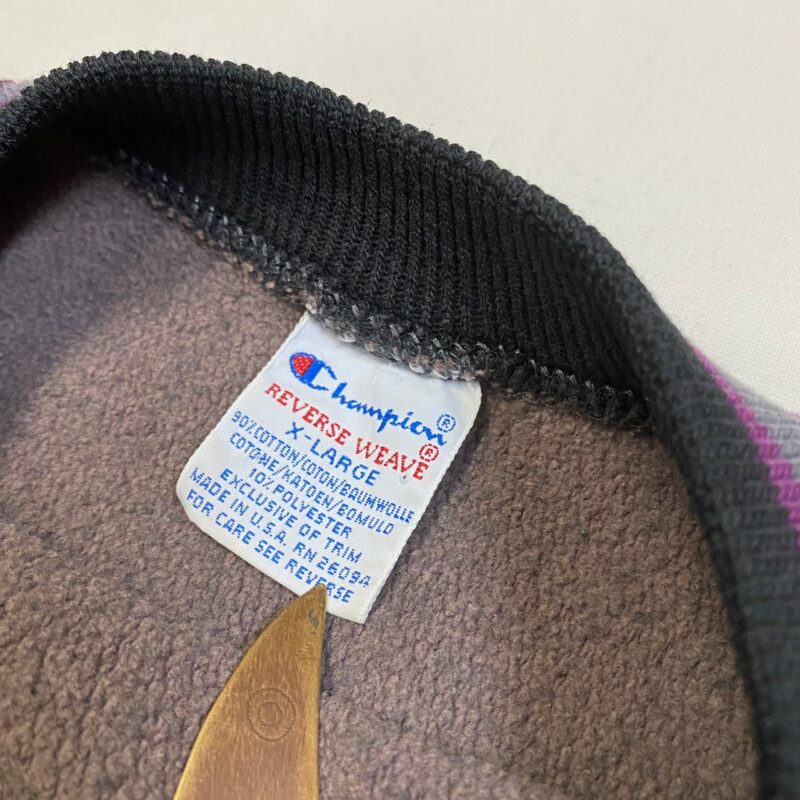 Champion®
REVERSE WEAVE®
X-LARGE
90% COTTON/COTON/BAUMWOLLE
COTONE/KATOEN/BOMULD
10% POLYESTER
EXCLUSIVE OF TRIM
MADE IN U.S.A. RN 26094
FOR CARE SEE REVERSE